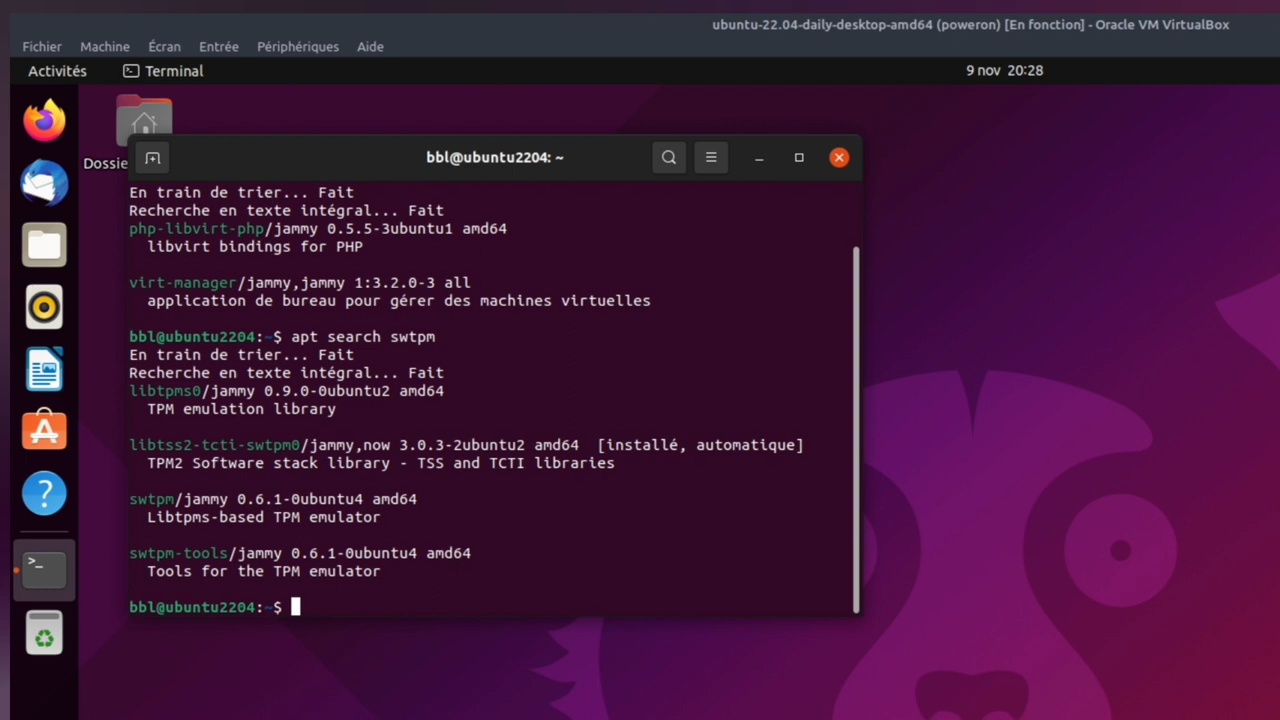 ubuntu-22.04-daily-desktop-amd64 (poweron) [En fonction] - Oracle VM VirtualBox
Fichier Machine Écran Entrée Périphériques Aide
Activités Terminal 9 nov 20:28
Dossie
bbl@ubuntu2204: ~
En train de trier... Fait
Recherche en texte intégral... Fait
php-libvirt-php/jammy 0.5.5-3ubuntu1 amd64
libvirt bindings for PHP
virt-manager/jammy,jammy 1:3.2.0-3 all
application de bureau pour gérer des machines virtuelles
bbl@ubuntu2204:~$ apt search swtpm
En train de trier... Fait
Recherche en texte intégral... Fait
libtpms0/jammy 0.9.0-0ubuntu2 amd64
TPM emulation library
libtss2-tcti-swtpm0/jammy,now 3.0.3-2ubuntu2 amd64 [installé, automatique]
TPM2 Software stack library - TSS and TCTI libraries
swtpm/jammy 0.6.1-0ubuntu4 amd64
Libtpms-based TPM emulator
swtpm-tools/jammy 0.6.1-0ubuntu4 amd64
Tools for the TPM emulator
bbl@ubuntu2204:~$